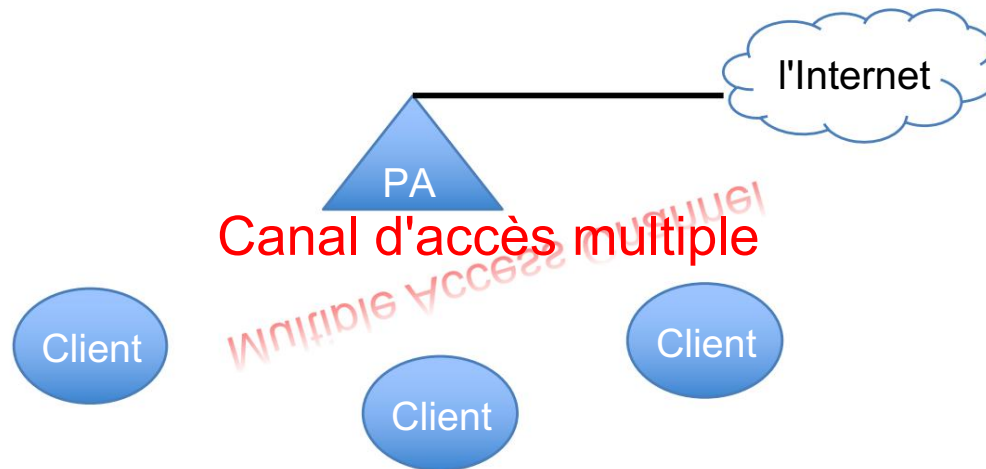 l'Internet
PA
Canal d'accès multiple
Multiple Access Channel
Client
Client
Client